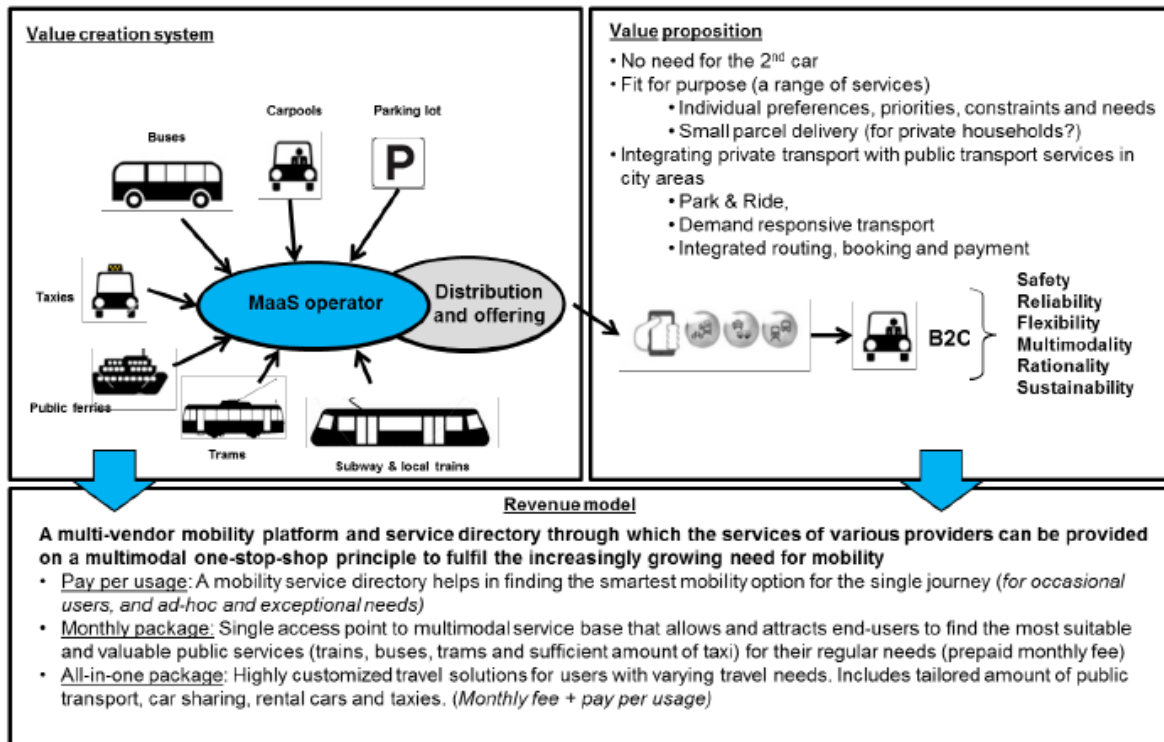 Value creation system
Carpools
Parking lot
Buses
P
Taxies
MaaS operator
Distribution
and offering
Public ferries
Trams
Subway & local trains
Value proposition
• No need for the 2nd car
• Fit for purpose (a range of services)
• Individual preferences, priorities, constraints and needs
• Small parcel delivery (for private households?)
• Integrating private transport with public transport services in
city areas
• Park & Ride,
• Demand responsive transport
• Integrated routing, booking and payment
B2C
Safety
Reliability
Flexibility
Multimodality
Rationality
Sustainability
Revenue model
A multi-vendor mobility platform and service directory through which the services of various providers can be provided
on a multimodal one-stop-shop principle to fulfil the increasingly growing need for mobility
• Pay per usage: A mobility service directory helps in finding the smartest mobility option for the single journey (for occasional
users, and ad-hoc and exceptional needs)
• Monthly package: Single access point to multimodal service base that allows and attracts end-users to find the most suitable
and valuable public services (trains, buses, trams and sufficient amount of taxi) for their regular needs (prepaid monthly fee)
• All-in-one package: Highly customized travel solutions for users with varying travel needs. Includes tailored amount of public
transport, car sharing, rental cars and taxies. (Monthly fee + pay per usage)